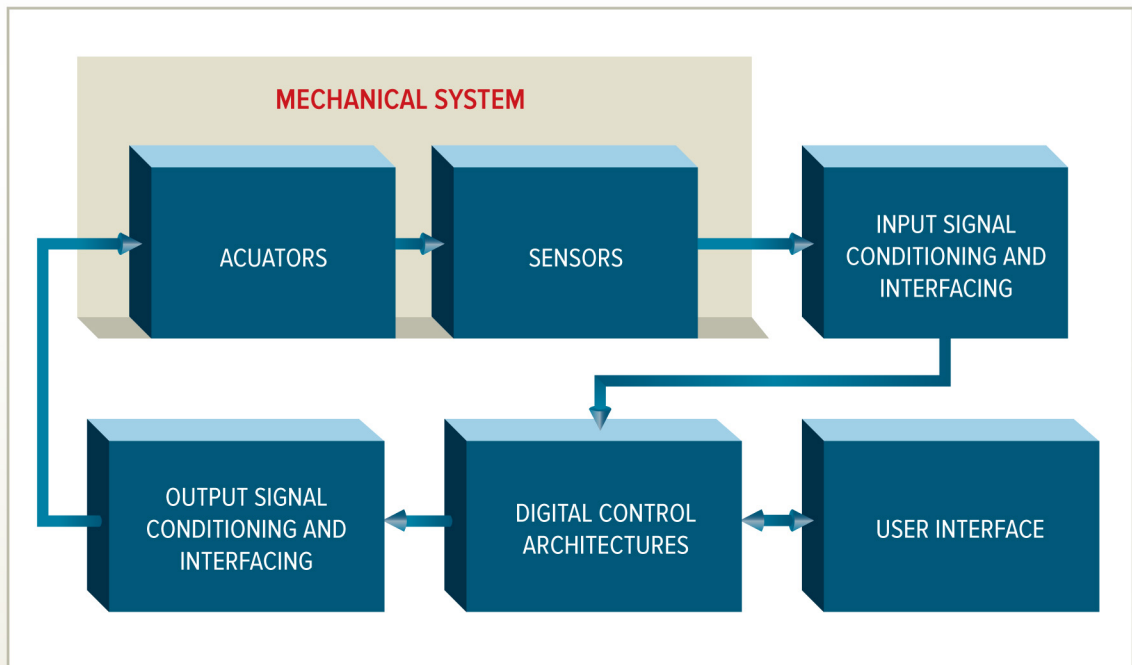 MECHANICAL SYSTEM
ACUATORS
SENSORS
INPUT SIGNAL
CONDITIONING AND
INTERFACING
OUTPUT SIGNAL
CONDITIONING AND
INTERFACING
DIGITAL CONTROL
ARCHITECTURES
USER INTERFACE